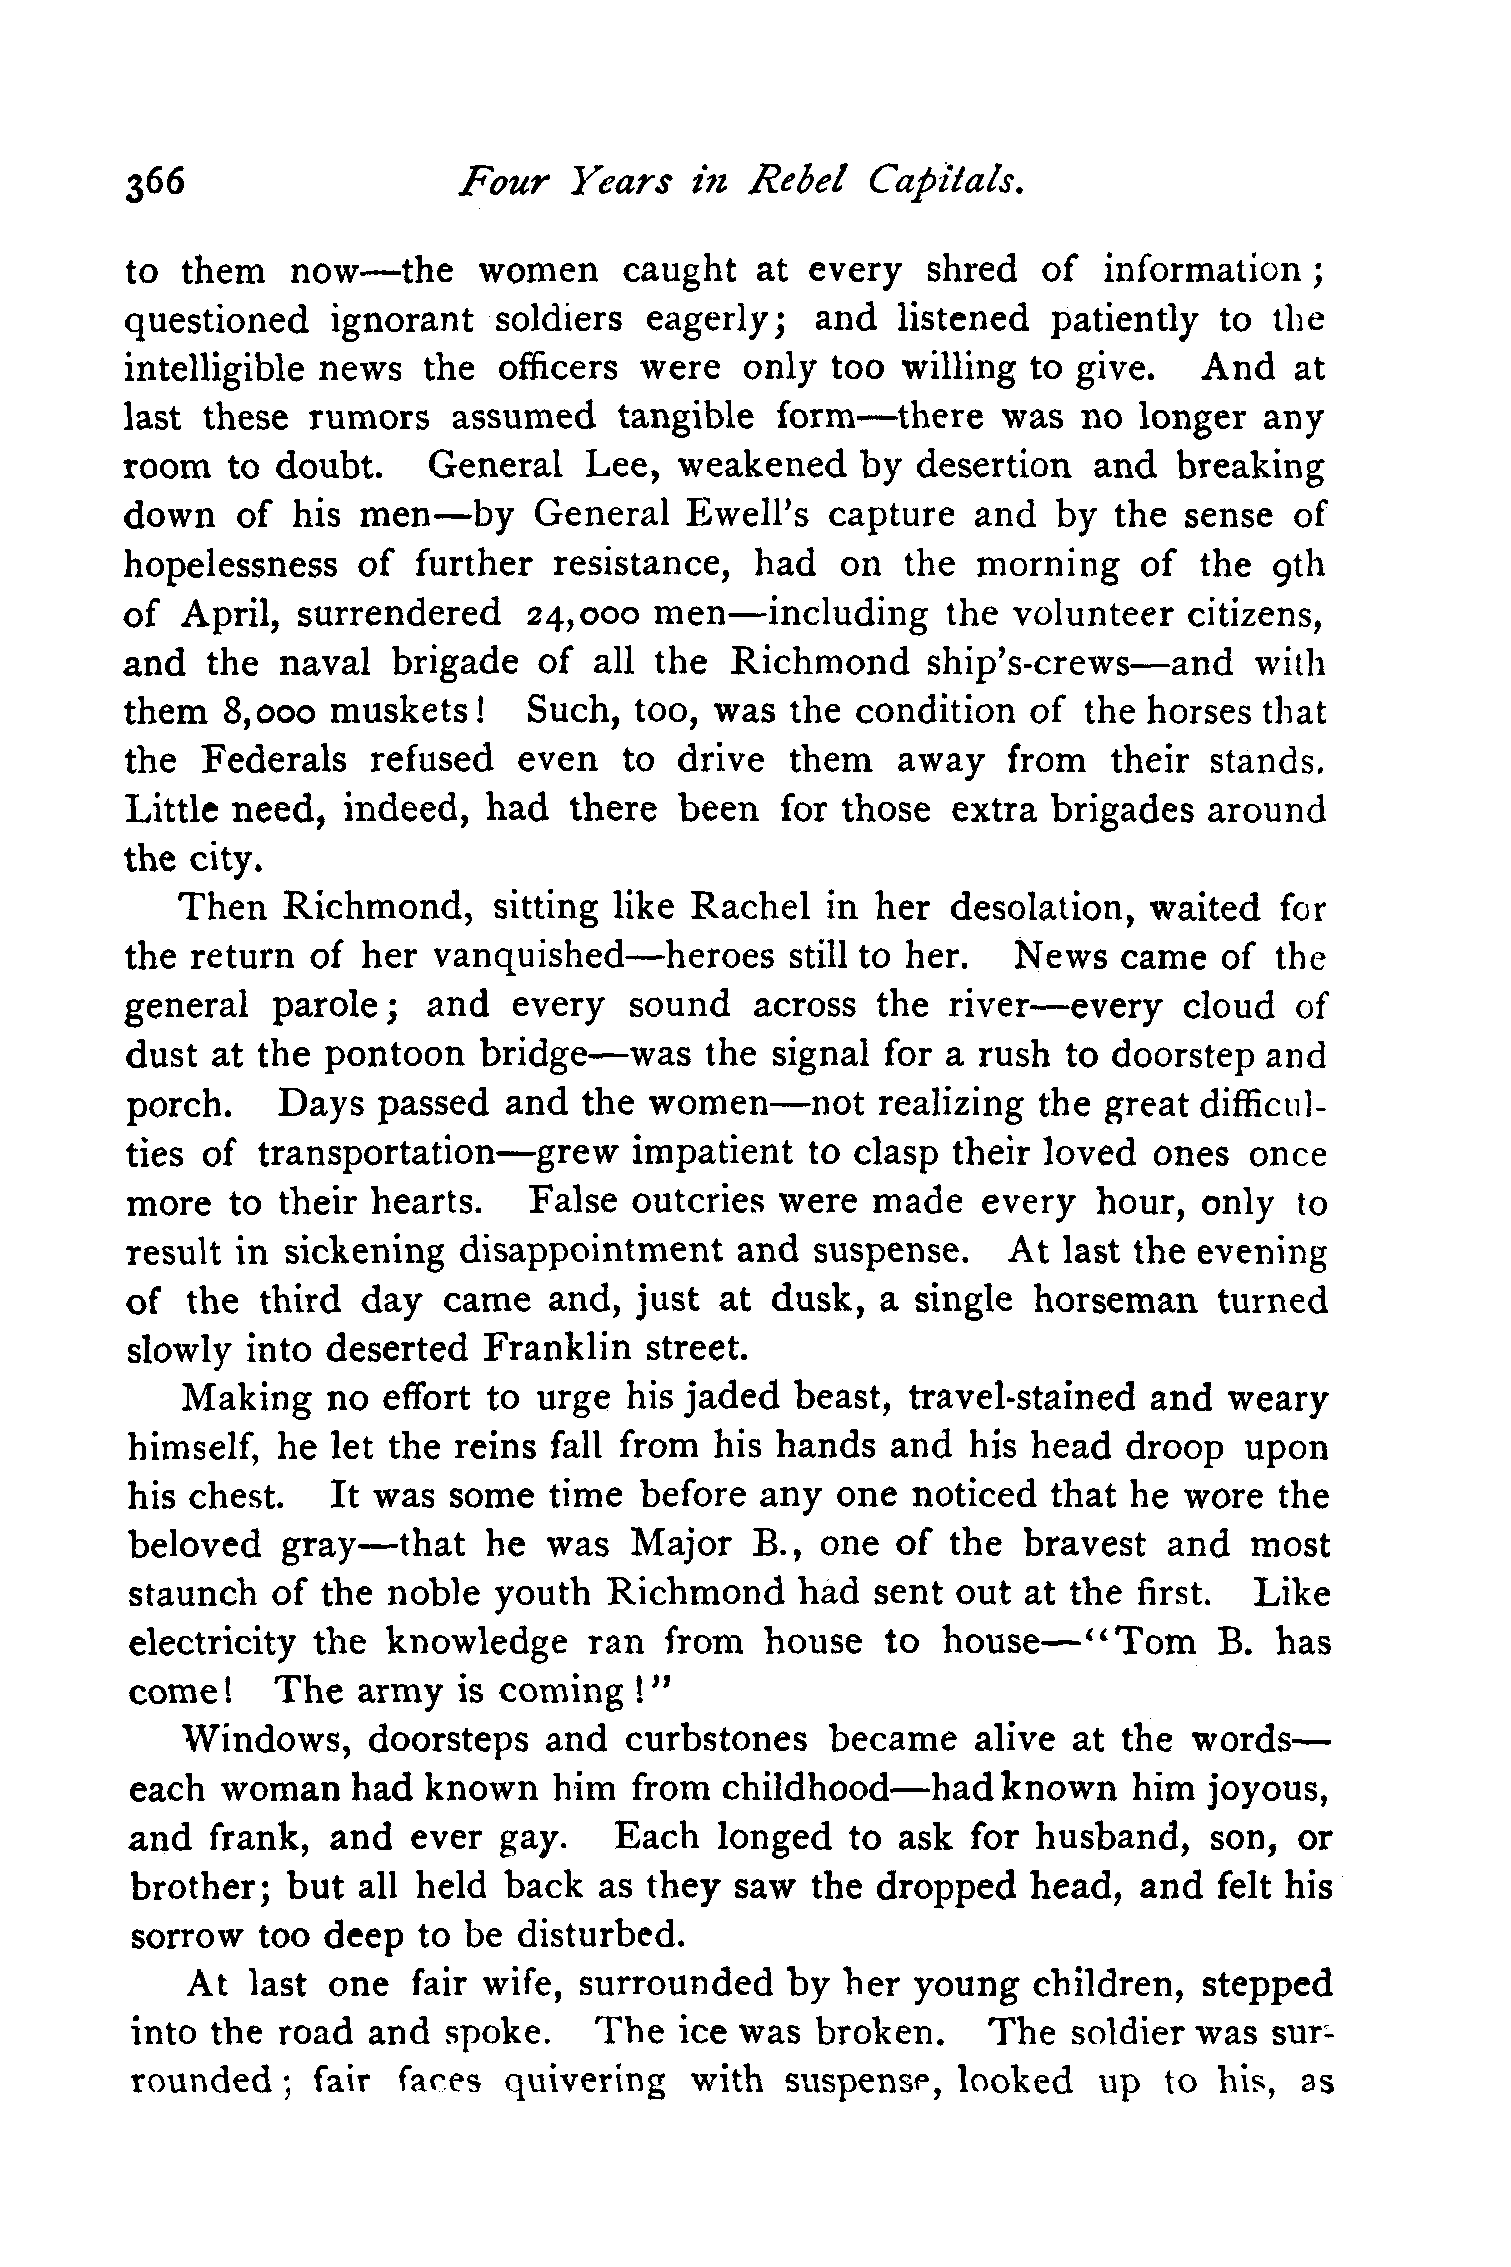 366 Four Years in Rebel Capitals.
to them now—the women caught at every shred of information ;
questioned ignorant soldiers eagerly; and listened patiently to the
intelligible news the officers were only too willing to give. And at
last these rumors assumed tangible form—there was no longer any
room to doubt. General Lee, weakened by desertion and breaking
down of his men—by General Ewell's capture and by the sense of
hopelessness of further resistance, had on the morning of the 9th
of April, surrendered 24,000 men—including the volunteer citizens,
and the naval brigade of all the Richmond ship's-crews—and with
them 8,000 muskets! Such, too, was the condition of the horses that
the Federals refused even to drive them away from their stands.
Little need, indeed, had there been for those extra brigades around
the city.
Then Richmond, sitting like Rachel in her desolation, waited for
the return of her vanquished—heroes still to her. News came of the
general parole; and every sound across the river—every cloud of
dust at the pontoon bridge—was the signal for a rush to doorstep and
porch. Days passed and the women—not realizing the great difficul-
ties of transportation—grew impatient to clasp their loved ones once
more to their hearts. False outcries were made every hour, only to
result in sickening disappointment and suspense. At last the evening
of the third day came and, just at dusk, a single horseman turned
slowly into deserted Franklin street.
Making no effort to urge his jaded beast, travel-stained and weary
himself, he let the reins fall from his hands and his head droop upon
his chest. It was some time before any one noticed that he wore the
beloved gray—that he was Major B., one of the bravest and most
staunch of the noble youth Richmond had sent out at the first. Like
electricity the knowledge ran from house to house—"Tom B. has
come! The army is coming!"
Windows, doorsteps and curbstones became alive at the words—
each woman had known him from childhood—had known him joyous,
and frank, and ever gay. Each longed to ask for husband, son, or
brother; but all held back as they saw the dropped head, and felt his
sorrow too deep to be disturbed.
At last one fair wife, surrounded by her young children, stepped
into the road and spoke. The ice was broken. The soldier was sur-
rounded; fair faces quivering with suspense, looked up to his, as